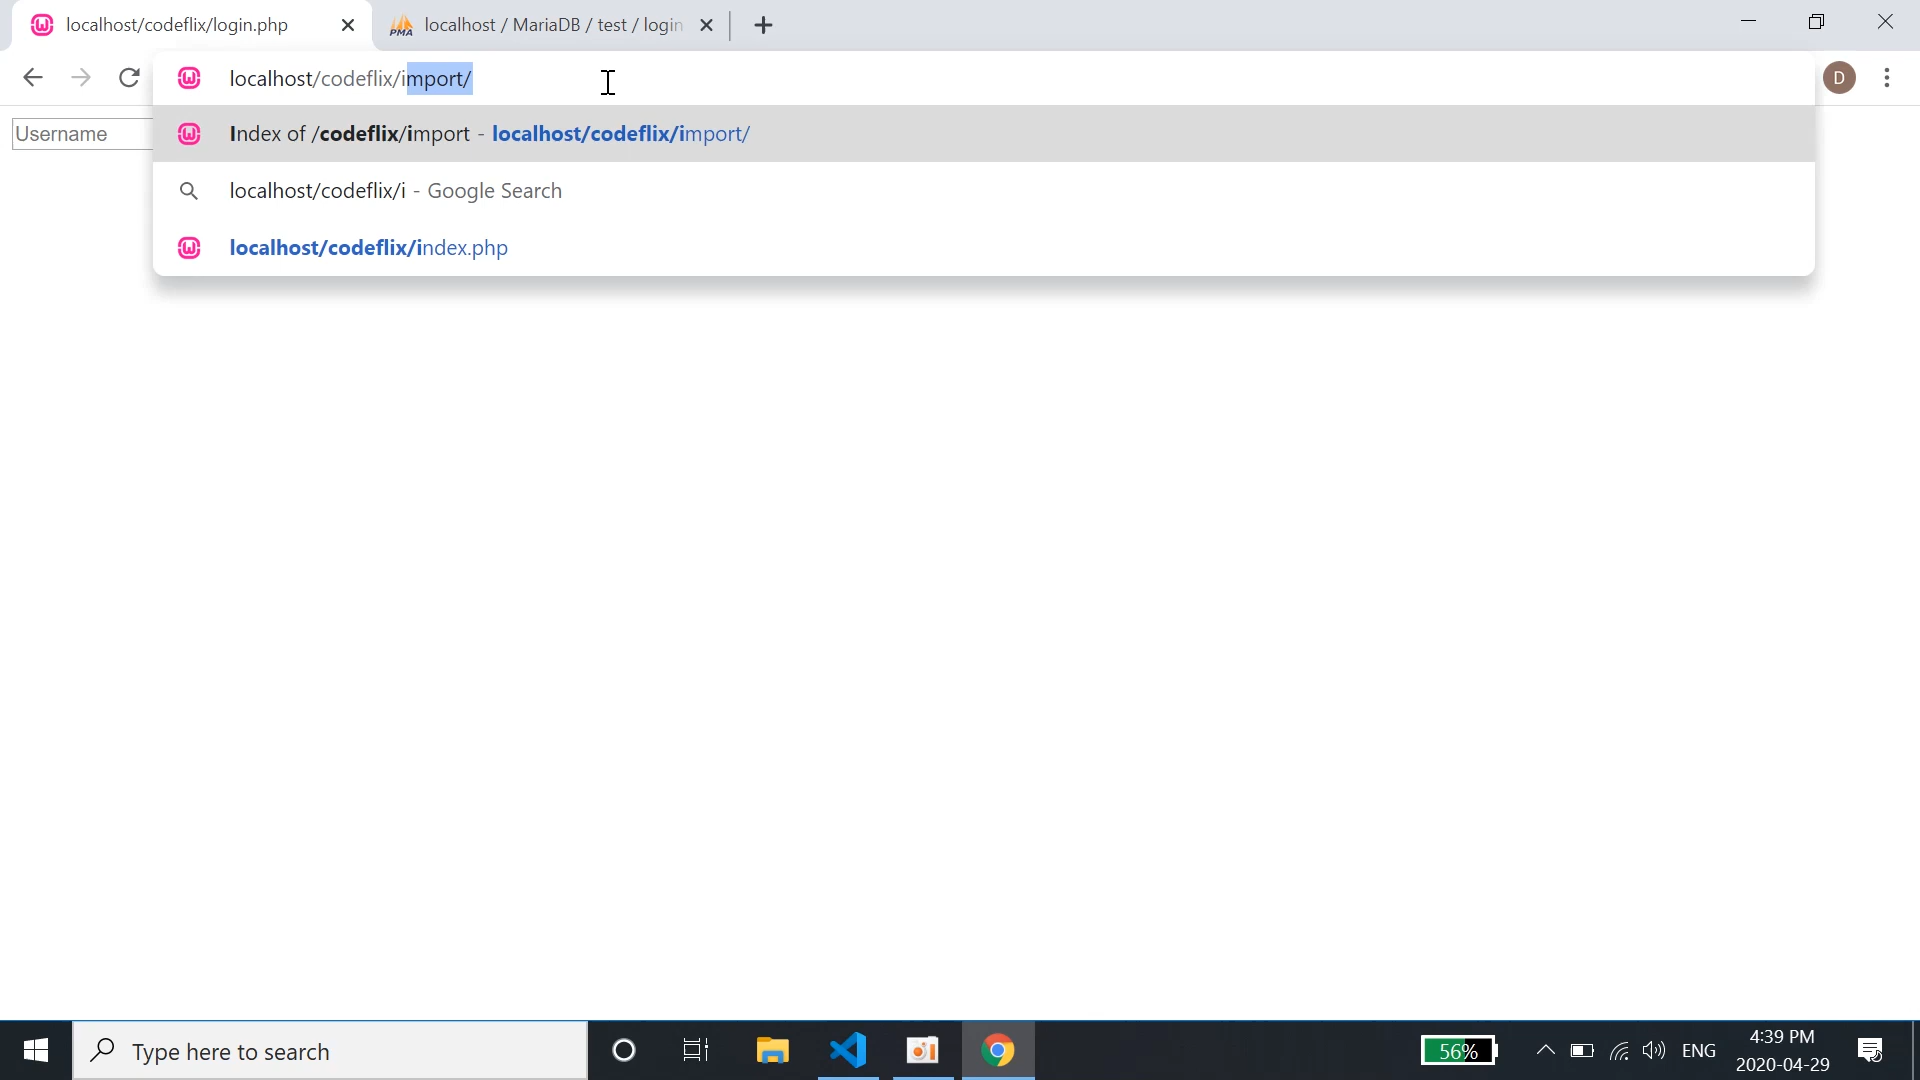 localhost/codeflix/login.php
localhost / MariaDB / test / login
localhost/codeflix/import/
D
Username
Index of /codeflix/import - localhost/codeflix/import/
localhost/codeflix/i - Google Search
localhost/codeflix/index.php
Type here to search
56%
ENG
4:39 PM
2020-04-29
PMA